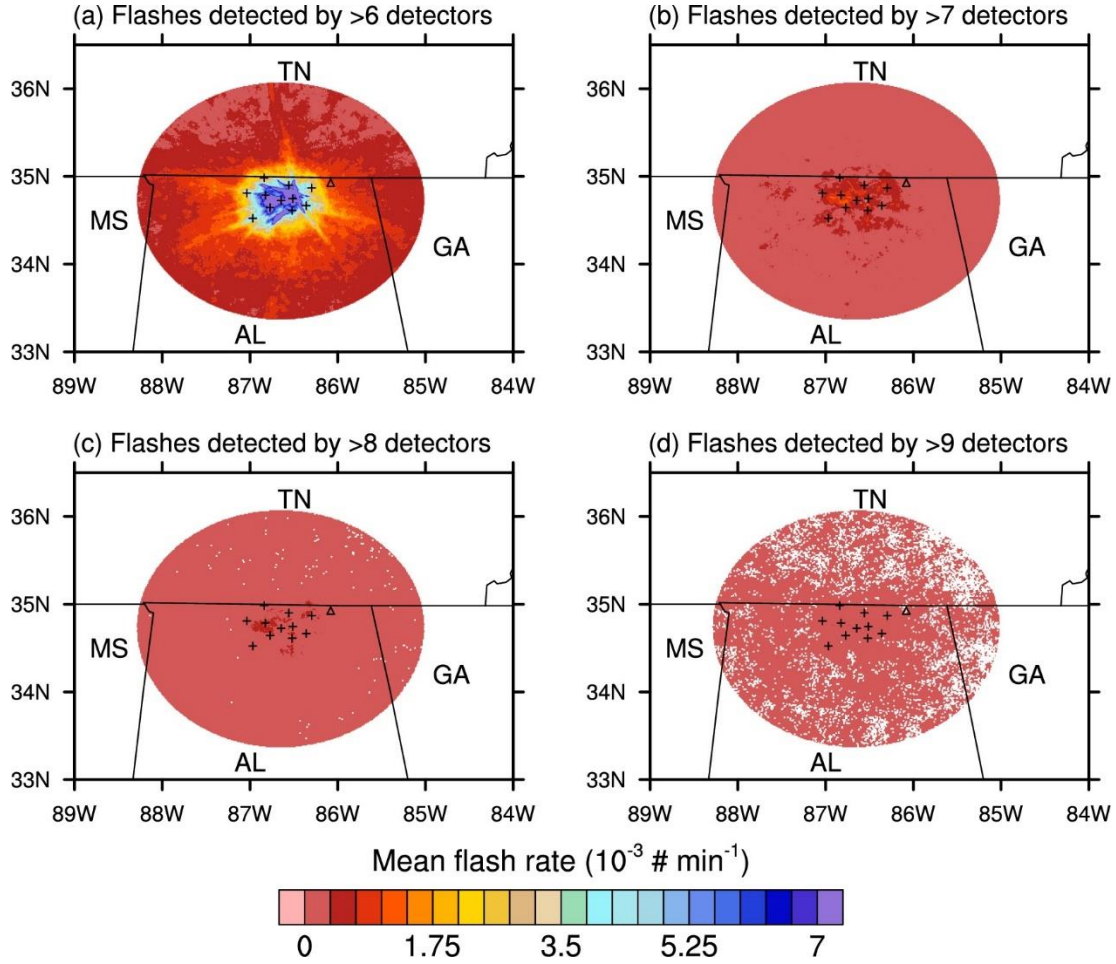 (a) Flashes detected by >6 detectors
36N
35N
34N
33N
TN
MS
GA
AL
89W 88W 87W 86W 85W 84W
(b) Flashes detected by >7 detectors
36N
35N
34N
33N
TN
MS
GA
AL
89W 88W 87W 86W 85W 84W
(c) Flashes detected by >8 detectors
36N
35N
34N
33N
TN
MS
GA
AL
89W 88W 87W 86W 85W 84W
(d) Flashes detected by >9 detectors
36N
35N
34N
33N
TN
MS
GA
AL
89W 88W 87W 86W 85W 84W
Mean flash rate (10⁻³ # min⁻¹)
0 1.75 3.5 5.25 7